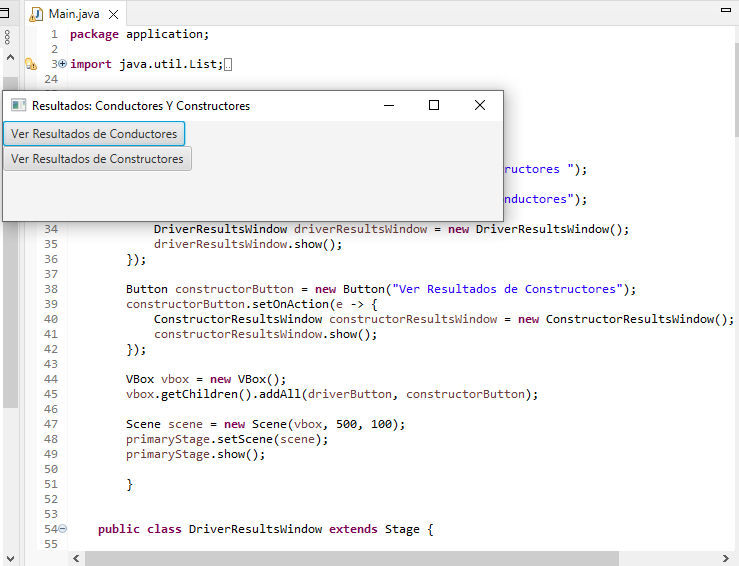 Main.java
1 package application;
2
3 import java.util.List;
24
Resultados: Conductores Y Constructores
Ver Resultados de Conductores
Ver Resultados de Constructores
ructores ");
nductores");
34 DriverResultsWindow driverResultsWindow = new DriverResultsWindow();
35 driverResultsWindow.show();
36 });
37
38 Button constructorButton = new Button("Ver Resultados de Constructores");
39 constructorButton.setOnAction(e -> {
40 ConstructorResultsWindow constructorResultsWindow = new ConstructorResultsWindow();
41 constructorResultsWindow.show();
42 });
43
44 VBox vbox = new VBox();
45 vbox.getChildren().addAll(driverButton, constructorButton);
46
47 Scene scene = new Scene(vbox, 500, 100);
48 primaryStage.setScene(scene);
49 primaryStage.show();
50
51 }
52
53
54 public class DriverResultsWindow extends Stage {
55